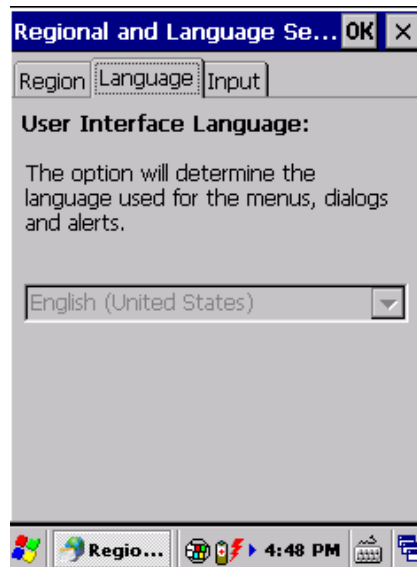 Regional and Language Se... OK ×
Region Language Input
User Interface Language:
The option will determine the
language used for the menus, dialogs
and alerts.
English (United States)
Regio... 4:48 PM